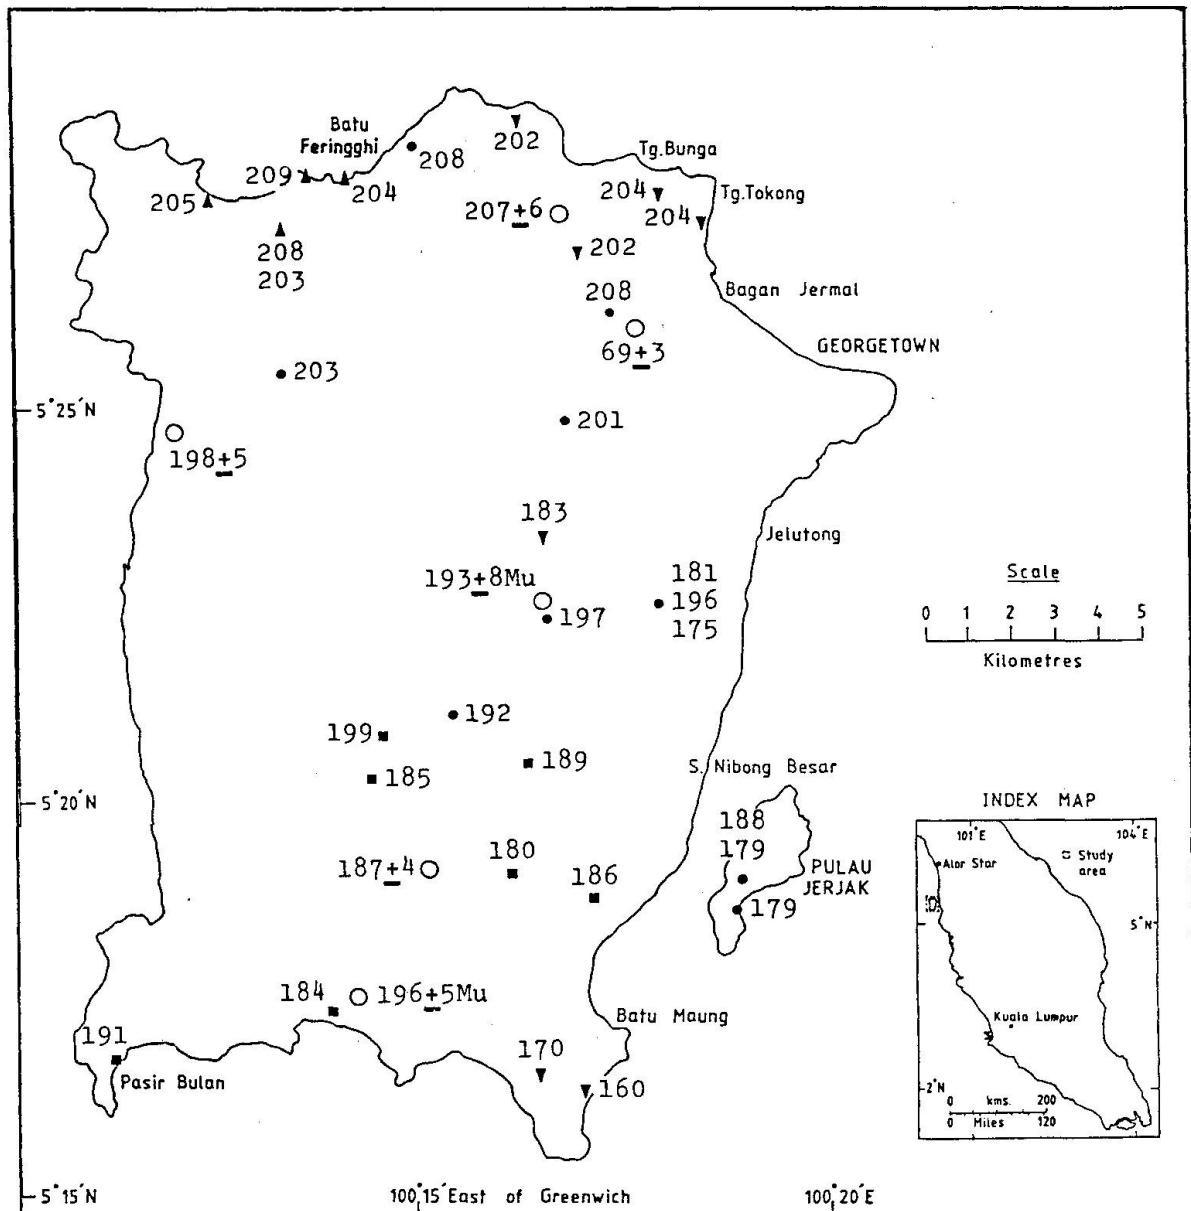 Batu
Feringghi
202
208
Tg.Bunga
209
204
205
204
Tg.Tokong
204
207±6
202
208
203
208
Bagan Jermal
69±3
GEORGETOWN
203
5°25′N
201
198±5
183
Jelutong
193±8Mu
181
196
175
197
Scale
0 1 2 3 4 5
Kilometres
192
199
189
185
S. Nibong Besar
5°20′N
188
179
180
187±4
186
PULAU
JERJAK
179
INDEX MAP
101°E
104°E
Alor Star
Study
area
5°N
Kuala Lumpur
2°N
0 kms. 200
0 Miles 120
184
196±5Mu
Batu Maung
191
170
Pasir Bulan
160
5°15′N
100°15′East of Greenwich
100°20′E